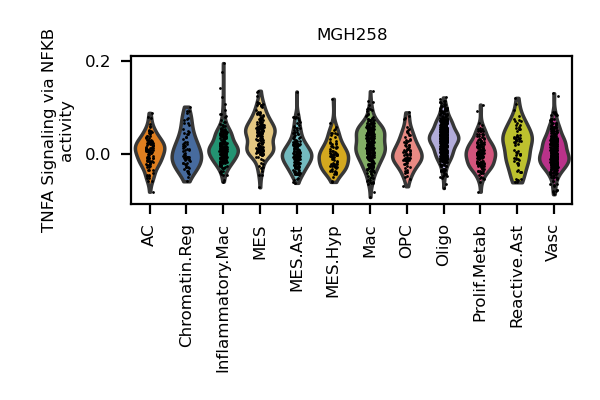 MGH258
TNFA Signaling via NFKB
activity
0.2
0.0
AC
Chromatin.Reg
Inflammatory.Mac
MES
MES.Ast
MES.Hyp
Mac
OPC
Oligo
Prolif.Metab
Reactive.Ast
Vasc